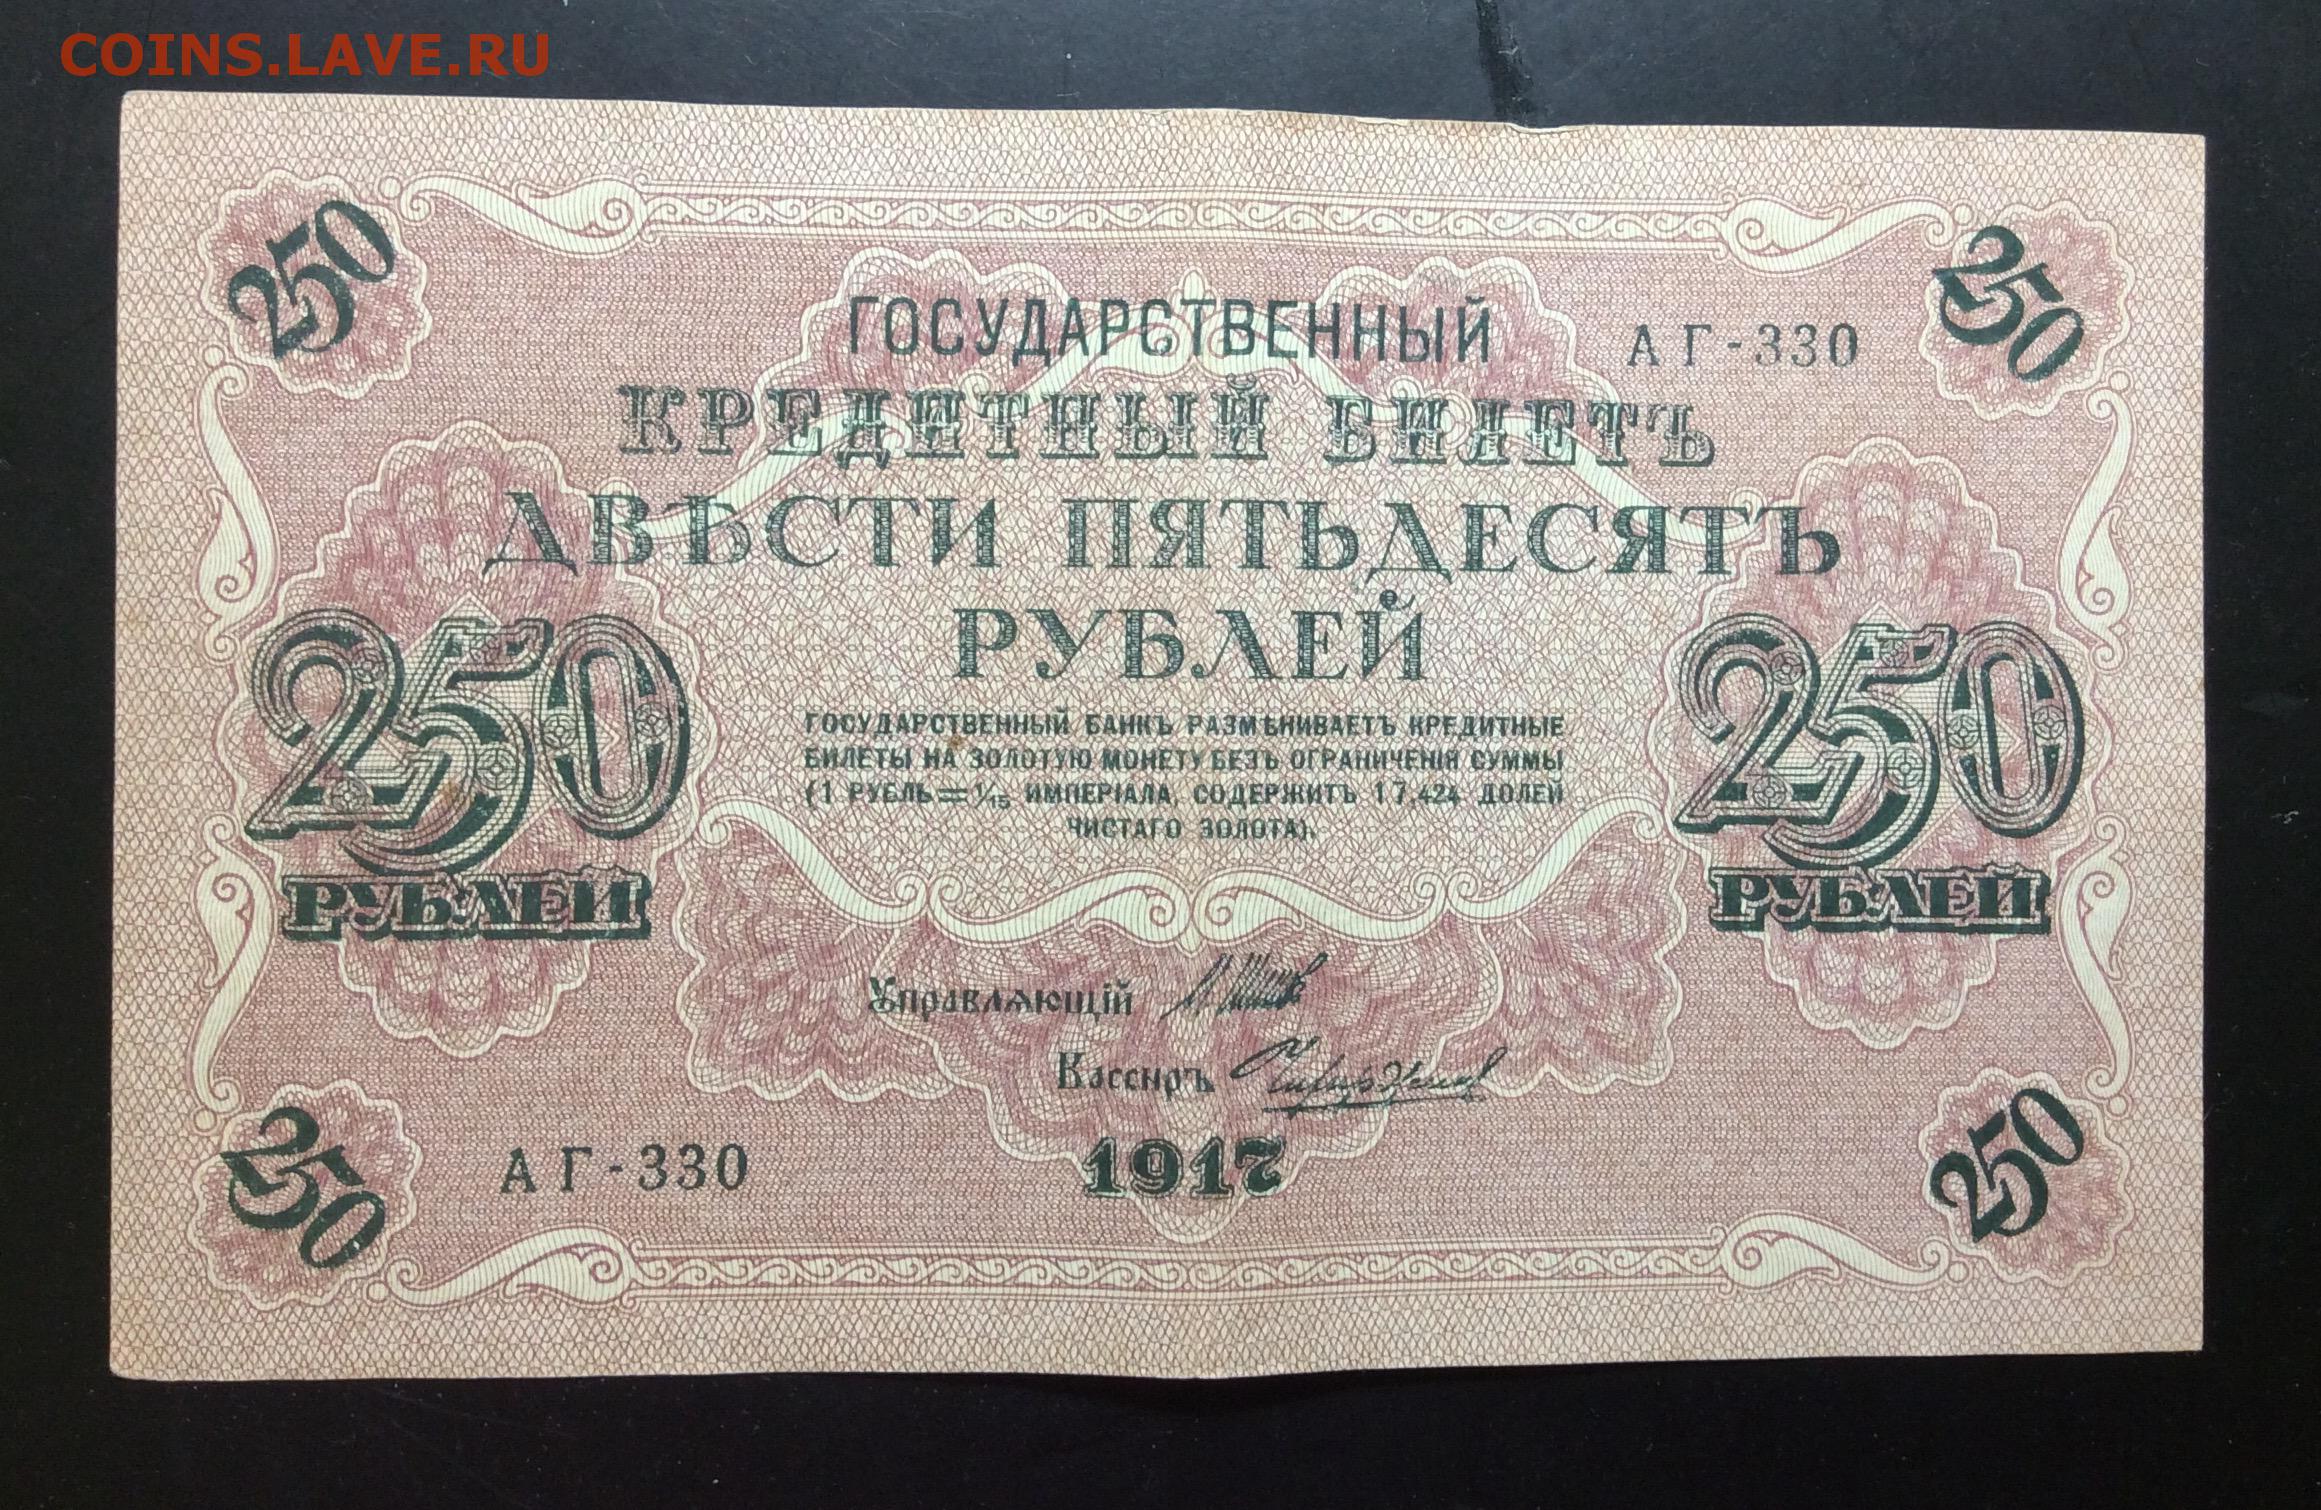 COINS.LAVE.RU
250
250
ГОСУДАРСТВЕННЫЙ
АГ-330
КРЕДИТНЫЙ БИЛЕТЪ
ДВѢСТИ ПЯТЬДЕСЯТЪ
РУБЛЕЙ
250
РУБЛЕЙ
250
РУБЛЕЙ
ГОСУДАРСТВЕННЫЙ БАНКЪ РАЗМѢНИВАЕТЪ КРЕДИТНЫЕ
БИЛЕТЫ НА ЗОЛОТУЮ МОНЕТУ БЕЗЪ ОГРАНИЧЕНІЯ СУММЫ
(1 РУБЛЬ=1/15 ИМПЕРІАЛА, СОДЕРЖИТЪ 17,424 ДОЛЕЙ
ЧИСТАГО ЗОЛОТА).
Управляющій
Кассиръ
АГ-330
1917
250
250